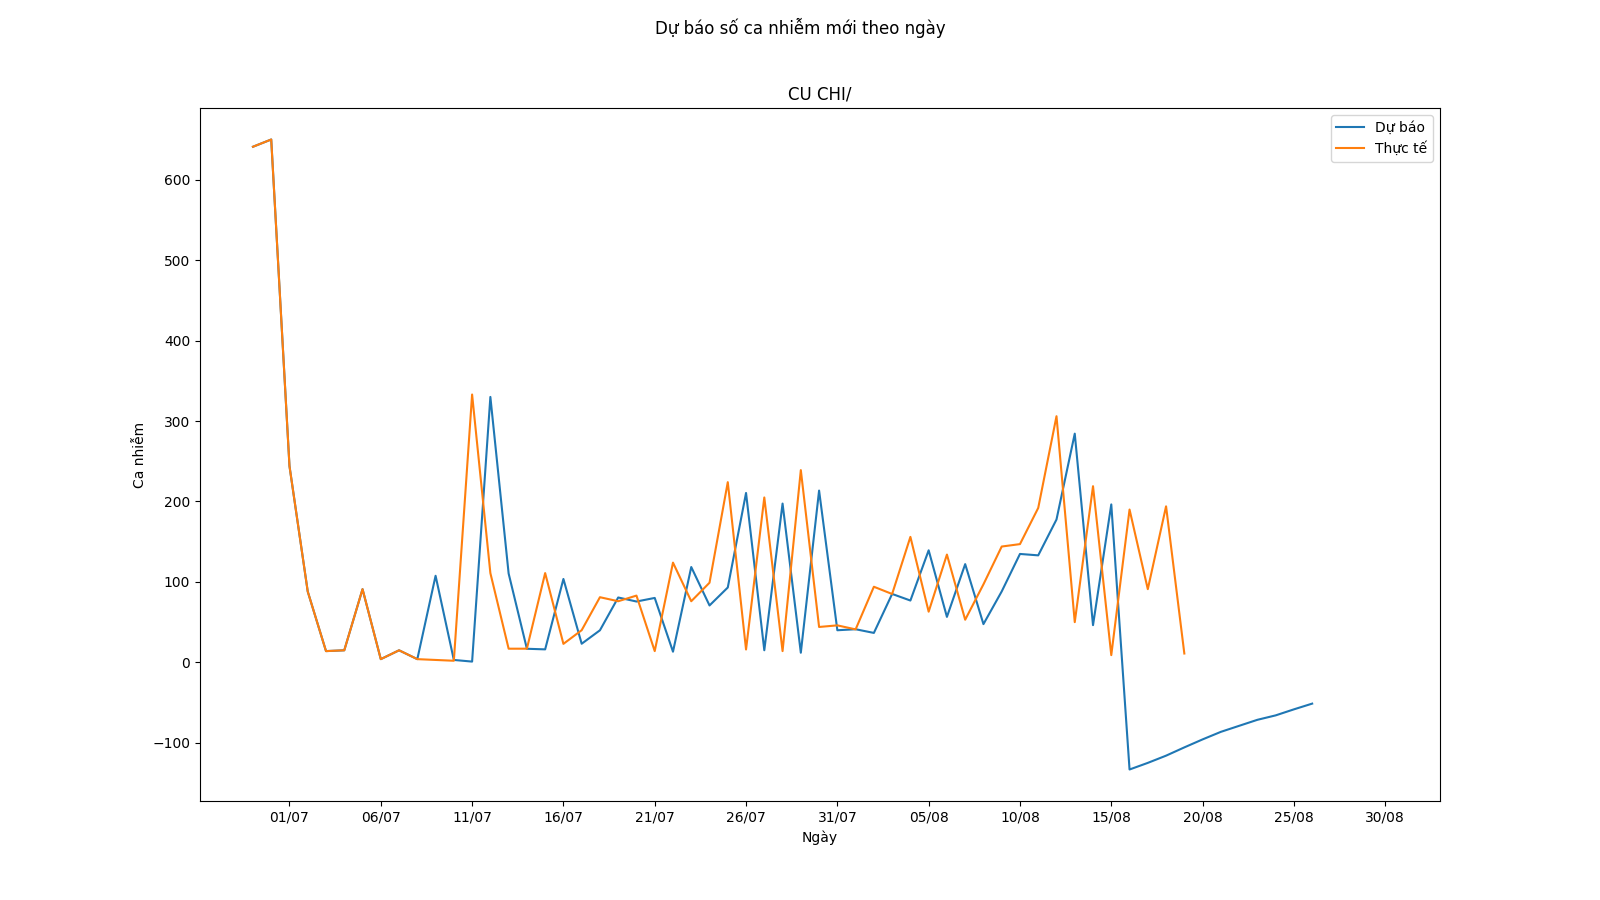 Dự báo số ca nhiễm mới theo ngày
CU CHI/
Dự báo
Thực tế
600
500
400
300
200
100
0
−100
Ca nhiễm
01/07 06/07 11/07 16/07 21/07 26/07 31/07 05/08 10/08 15/08 20/08 25/08 30/08
Ngày